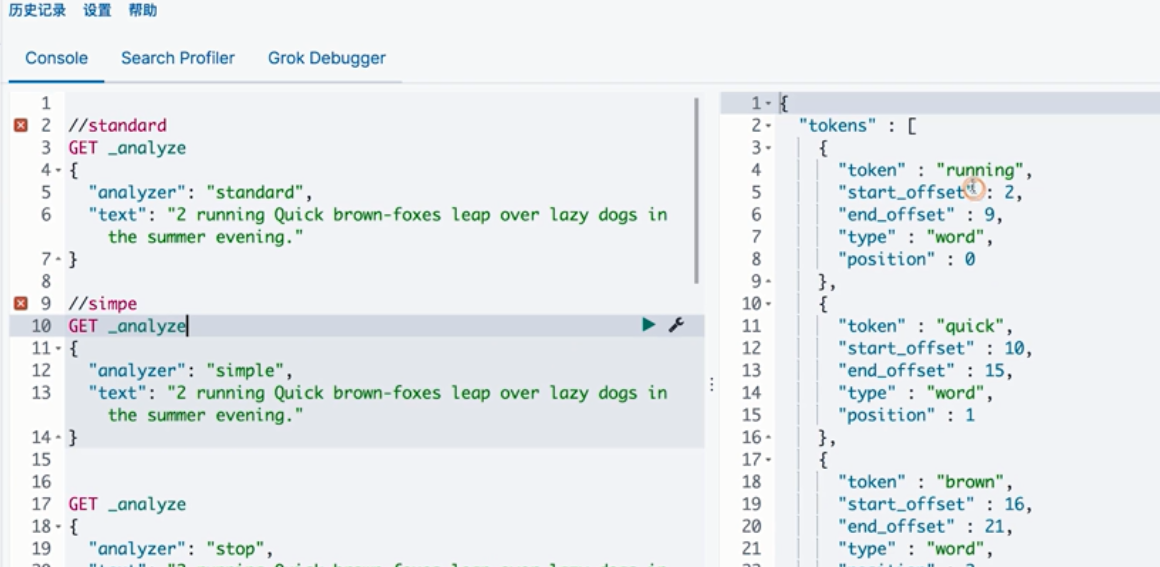 历史记录 设置 帮助
Console Search Profiler Grok Debugger
1
2 //standard
3 GET _analyze
4 {
5 "analyzer": "standard",
6 "text": "2 running Quick brown-foxes leap over lazy dogs in
the summer evening."
7 }
8
9 //simpe
10 GET _analyze
11 {
12 "analyzer": "simple",
13 "text": "2 running Quick brown-foxes leap over lazy dogs in
the summer evening."
14 }
15
16
17 GET _analyze
18 {
19 "analyzer": "stop",
1 {
2 "tokens" : [
3 {
4 "token" : "running",
5 "start_offset" : 2,
6 "end_offset" : 9,
7 "type" : "word",
8 "position" : 0
9 },
10 {
11 "token" : "quick",
12 "start_offset" : 10,
13 "end_offset" : 15,
14 "type" : "word",
15 "position" : 1
16 },
17 {
18 "token" : "brown",
19 "start_offset" : 16,
20 "end_offset" : 21,
21 "type" : "word",